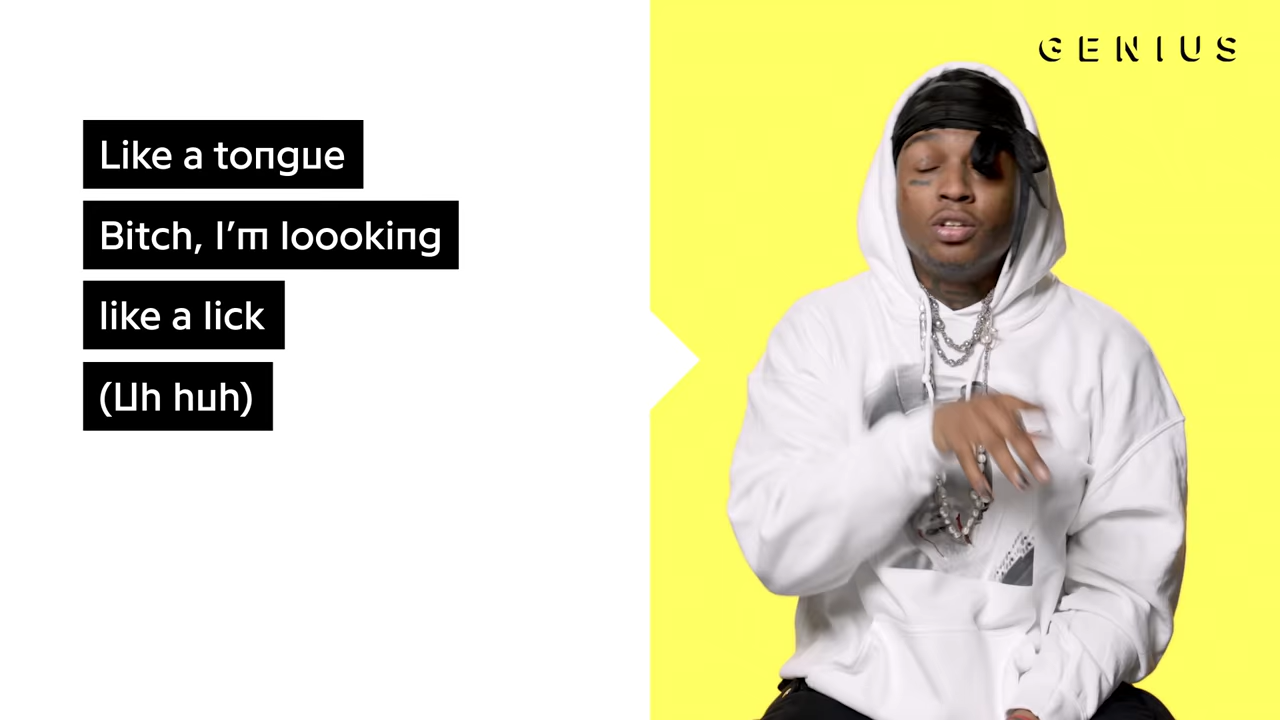 Like a tongue
Bitch, I’m loooking
like a lick
(Uh huh)
GENIUS